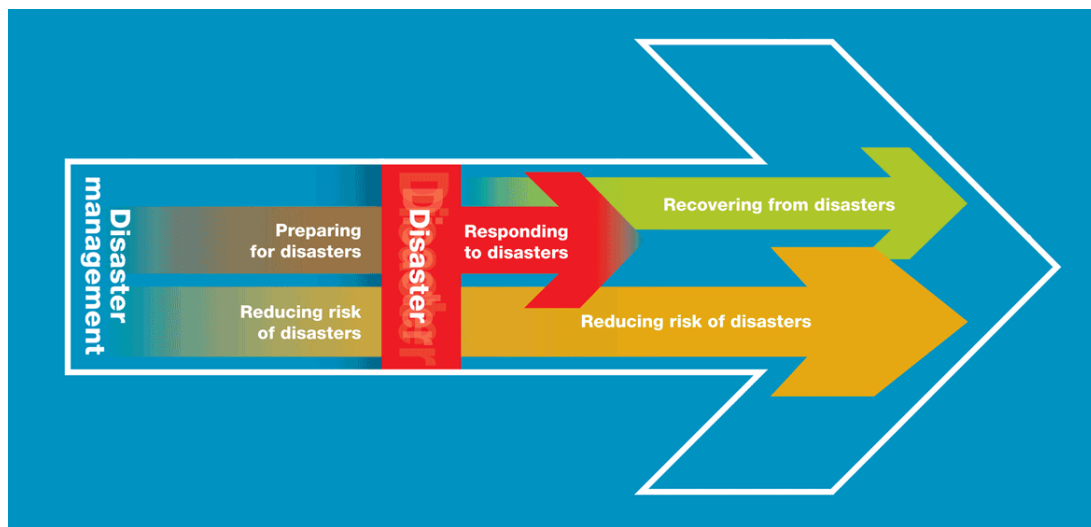 Disaster
management
Preparing
for disasters
Reducing risk
of disasters
Disaster
Responding
to disasters
Recovering from disasters
Reducing risk of disasters